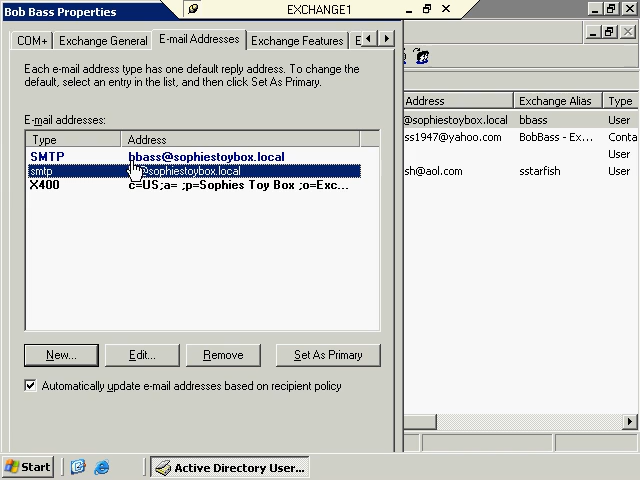 Bob Bass Properties
EXCHANGE1
COM+ Exchange General E-mail Addresses Exchange Features E
Each e-mail address type has one default reply address. To change the
default, select an entry in the list, and then click Set As Primary.
E-mail addresses:
Type Address
SMTP bbass@sophiestoybox.local
smtp @sophiestoybox.local
X400 c=US;a= ;p=Sophies Toy Box ;o=Exc...
New... Edit... Remove Set As Primary
Automatically update e-mail addresses based on recipient policy
Address Exchange Alias Type
@sophiestoybox.local bbass User
ss1947@yahoo.com BobBass - Ex... Conta
User
sh@aol.com sstarfish User
Start Active Directory User...